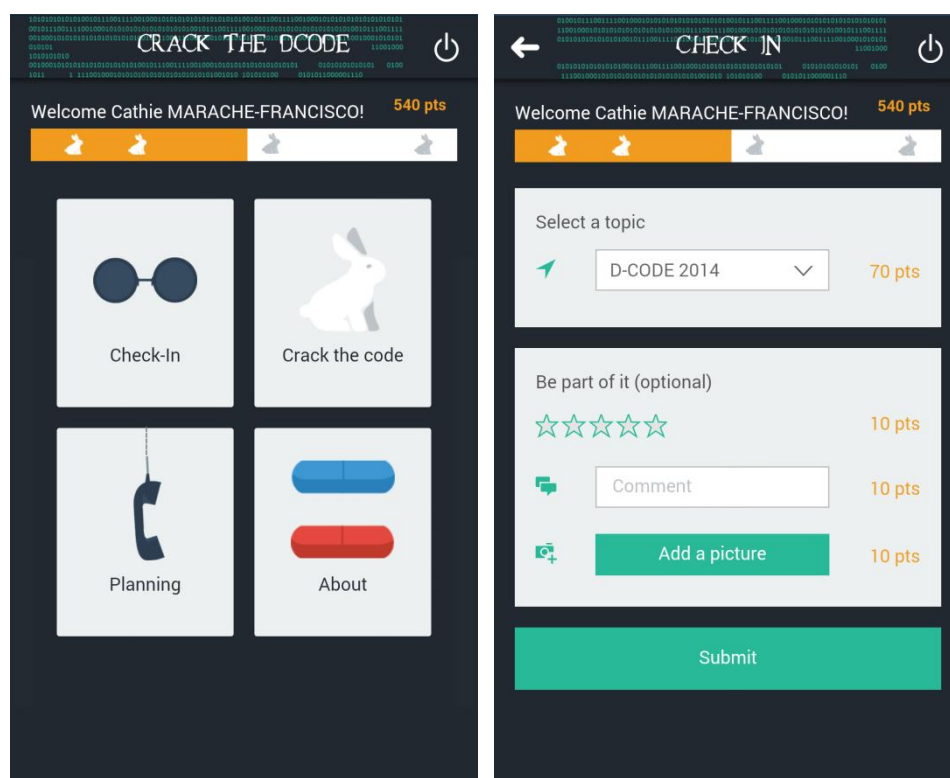 CRACK THE DCODE
Welcome Cathie MARACHE-FRANCISCO!
540 pts
Check-In
Crack the code
Planning
About
CHECK IN
Welcome Cathie MARACHE-FRANCISCO!
540 pts
Select a topic
D-CODE 2014
70 pts
Be part of it (optional)
10 pts
Comment
10 pts
Add a picture
10 pts
Submit